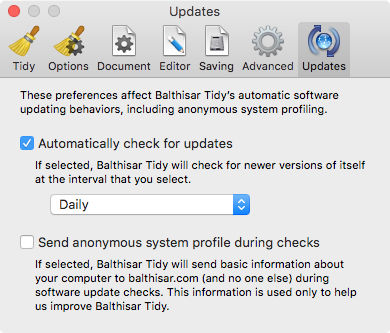 Updates
Tidy Options Document Editor Saving Advanced Updates
These preferences affect Balthisar Tidy's automatic software
updating behaviors, including anonymous system profiling.
Automatically check for updates
If selected, Balthisar Tidy will check for newer versions of itself
at the interval that you select.
Daily
Send anonymous system profile during checks
If selected, Balthisar Tidy will send basic information about
your computer to balthisar.com (and no one else) during
software update checks. This information is used only to help
us improve Balthisar Tidy.